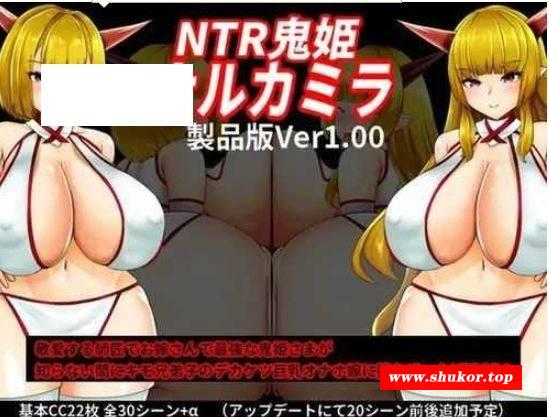 NTR鬼姫
ルカミラ
製品版Ver1.00
敬愛する師匠でお嫁さんで最強な鬼姫さまが
知らない間にキモ兄弟子のデカケツ巨乳オナホ嫁に
www.shukor.top
基本CC22枚 全30シーン+α （アップデートにて20シーン前後追加予定）